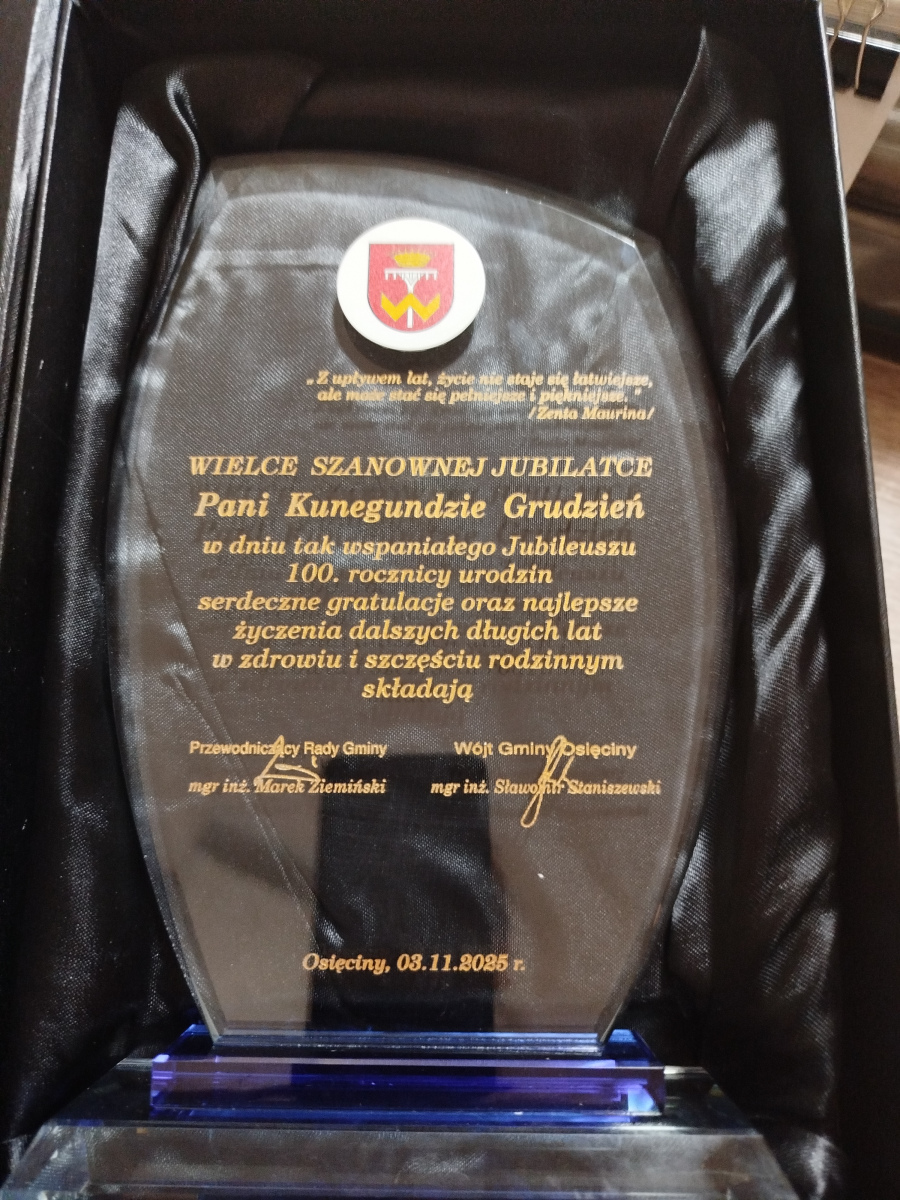 „Z upływem lat, życie nie staje się łatwiejsze,
ale może stać się pełniejsze i piękniejsze.”
/Zenta Maurina/
WIELCE SZANOWNEJ JUBILATCE
Pani Kunegundzie Grudzień
w dniu tak wspaniałego Jubileuszu
100. rocznicy urodzin
serdeczne gratulacje oraz najlepsze
życzenia dalszych długich lat
w zdrowiu i szczęściu rodzinnym
składają
Przewodniczący Rady Gminy
mgr inż. Marek Ziemiński
Wójt Gminy Osięciny
mgr inż. Sławomir Staniszewski
Osięciny, 03.11.2025 r.